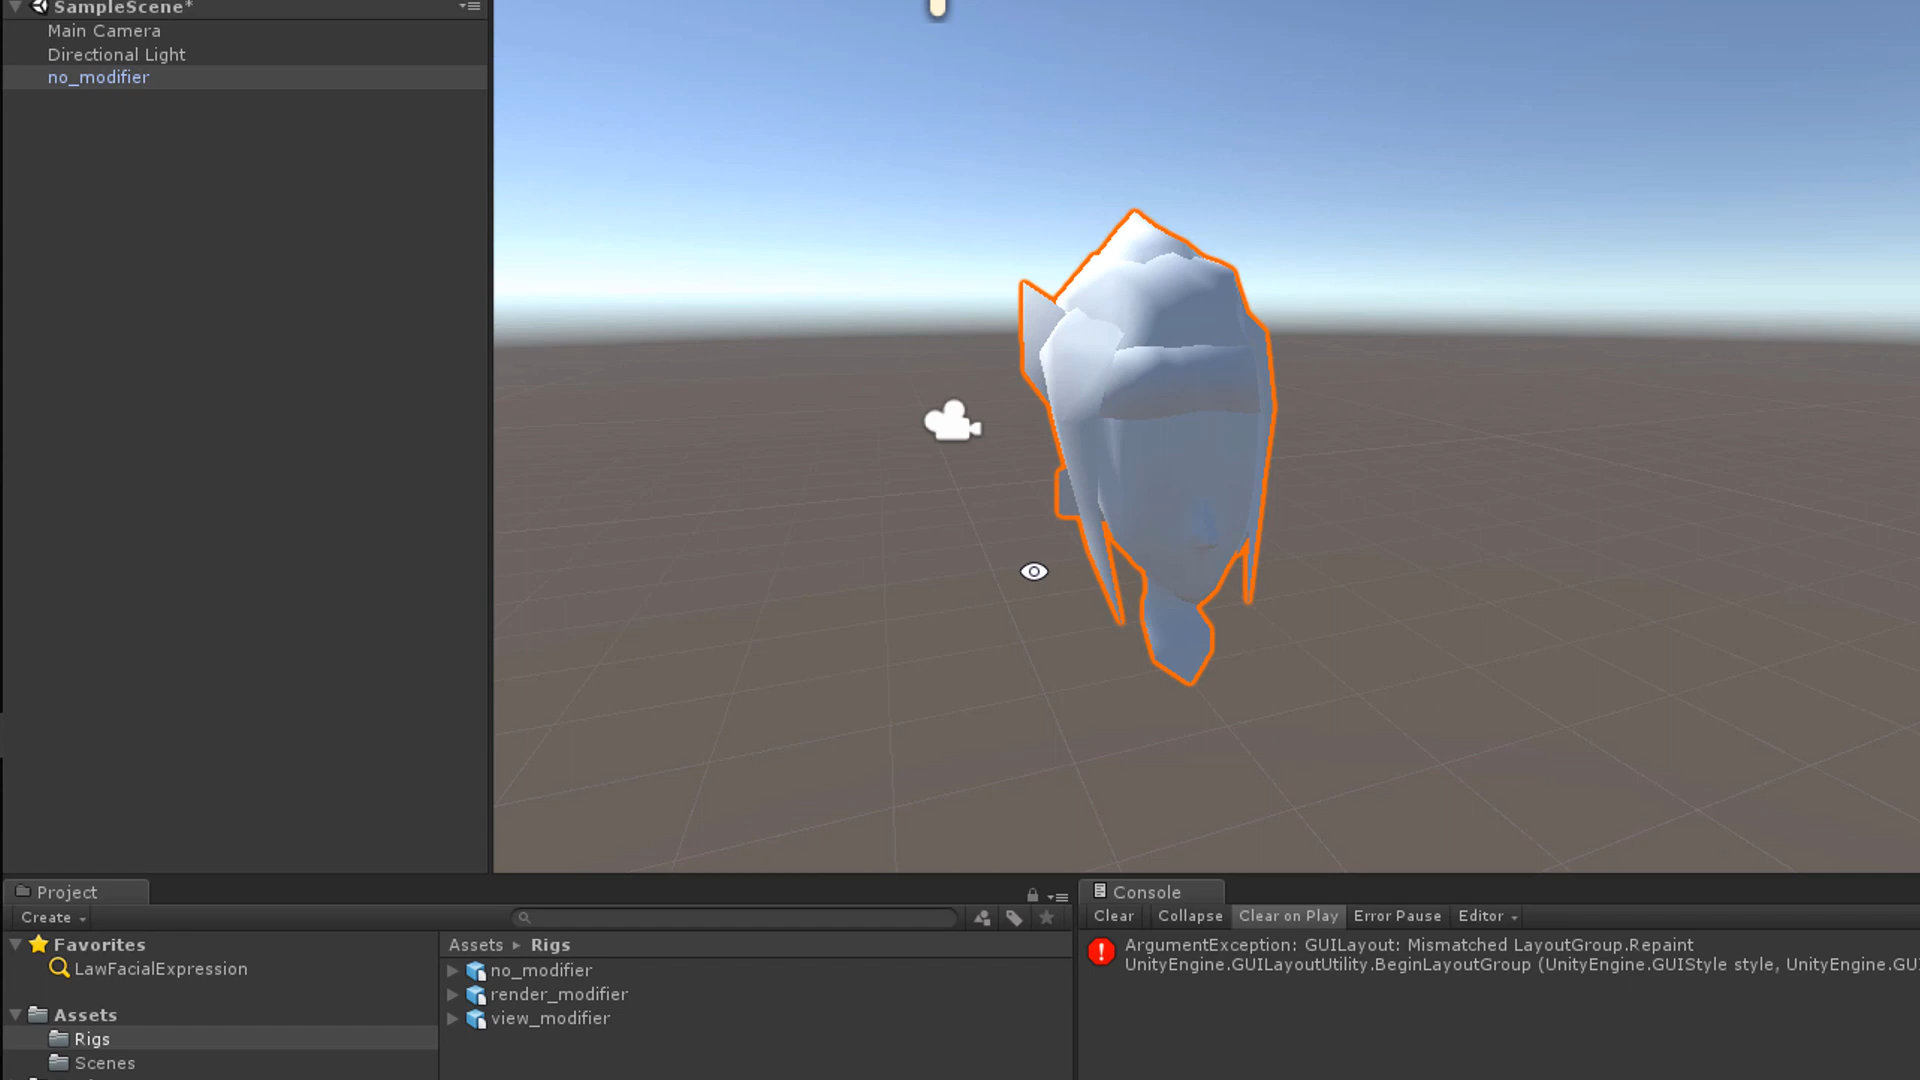 SampleScene*
Main Camera
Directional Light
no_modifier
Project
Create
Favorites
LawFacialExpression
Assets
Rigs
Scenes
Assets ▸ Rigs
no_modifier
render_modifier
view_modifier
Console
Clear Collapse Clear on Play Error Pause Editor
ArgumentException: GUILayout: Mismatched LayoutGroup.Repaint
UnityEngine.GUILayoutUtility.BeginLayoutGroup (UnityEngine.GUIStyle style, UnityEngine.GU